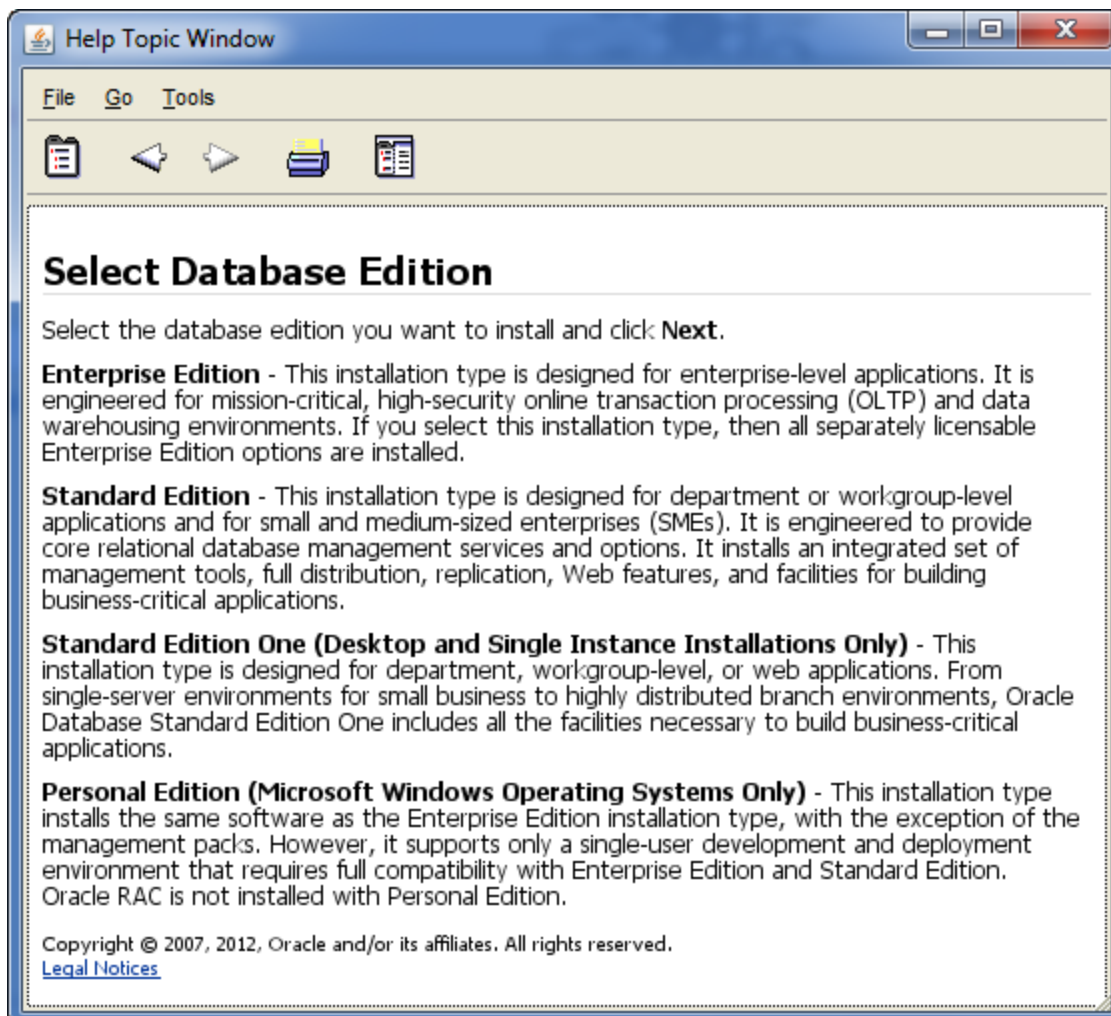 Help Topic Window
File Go Tools
Select Database Edition
Select the database edition you want to install and click Next.
Enterprise Edition - This installation type is designed for enterprise-level applications. It is
engineered for mission-critical, high-security online transaction processing (OLTP) and data
warehousing environments. If you select this installation type, then all separately licensable
Enterprise Edition options are installed.
Standard Edition - This installation type is designed for department or workgroup-level
applications and for small and medium-sized enterprises (SMEs). It is engineered to provide
core relational database management services and options. It installs an integrated set of
management tools, full distribution, replication, Web features, and facilities for building
business-critical applications.
Standard Edition One (Desktop and Single Instance Installations Only) - This
installation type is designed for department, workgroup-level, or web applications. From
single-server environments for small business to highly distributed branch environments, Oracle
Database Standard Edition One includes all the facilities necessary to build business-critical
applications.
Personal Edition (Microsoft Windows Operating Systems Only) - This installation type
installs the same software as the Enterprise Edition installation type, with the exception of the
management packs. However, it supports only a single-user development and deployment
environment that requires full compatibility with Enterprise Edition and Standard Edition.
Oracle RAC is not installed with Personal Edition.
Copyright © 2007, 2012, Oracle and/or its affiliates. All rights reserved.
Legal Notices